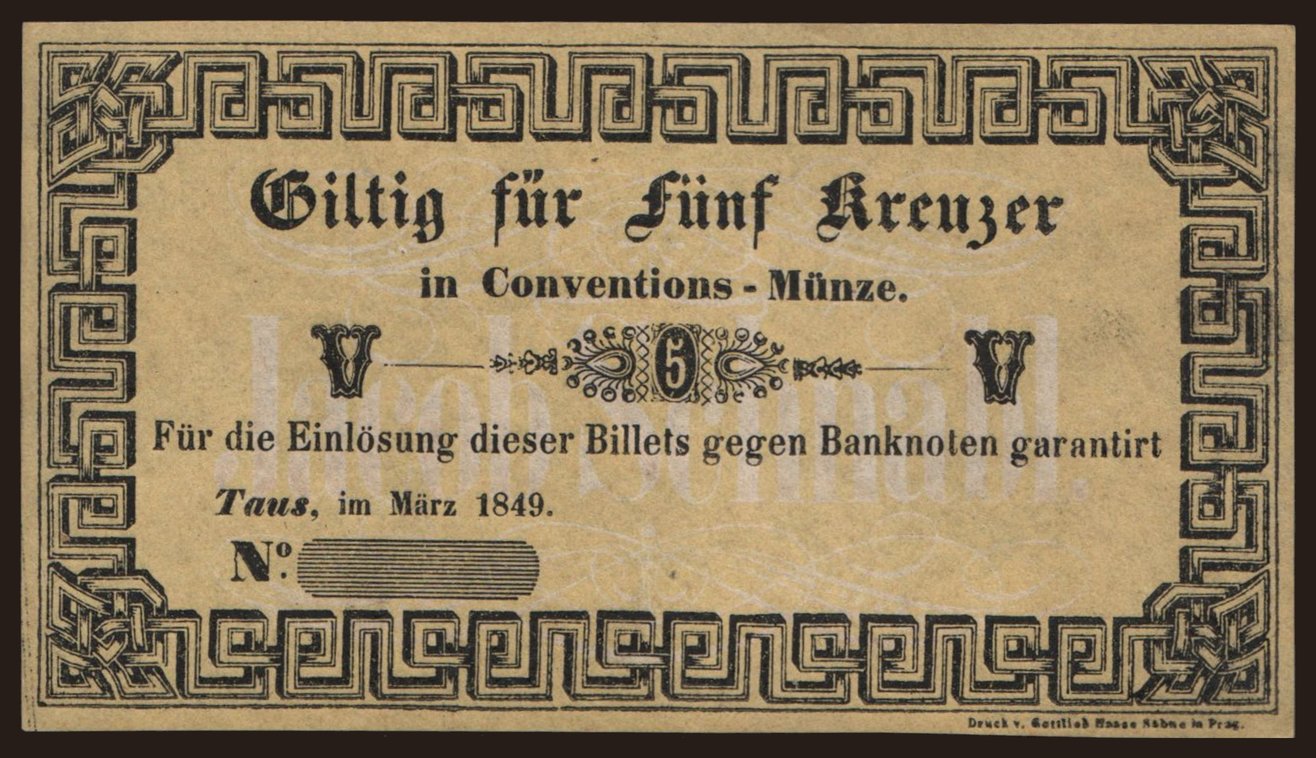 Giltig für Fünf Kreuzer
in Conventions-Münze.
V 5 V
Jacob Schmidl.
Für die Einlösung dieser Billets gegen Banknoten garantirt
Taus, im März 1849.
No.
Druck v. Gottlieb Haase Söhne in Prag.